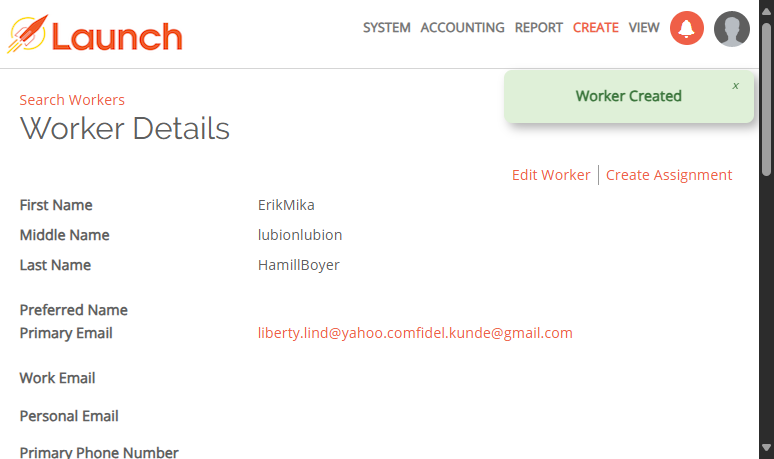 Launch
SYSTEM ACCOUNTING REPORT CREATE VIEW
Worker Created
x
Search Workers
Worker Details
Edit Worker Create Assignment
First Name ErikMika
Middle Name lubionlubion
Last Name HamillBoyer
Preferred Name
Primary Email liberty.lind@yahoo.comfidel.kunde@gmail.com
Work Email
Personal Email
Primary Phone Number